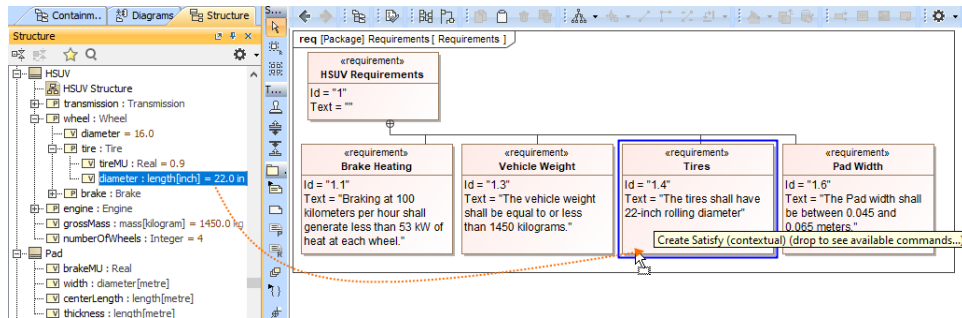 Containm..
Diagrams
Structure
Structure
HSUV
HSUV Structure
transmission : Transmission
wheel : Wheel
diameter = 16.0
tire : Tire
tireMU : Real = 0.9
diameter : length[inch] = 22.0 in
brake : Brake
engine : Engine
grossMass : mass[kilogram] = 1450.0 kg
numberOfWheels : Integer = 4
Pad
brakeMU : Real
width : diameter[metre]
centerLength : length[metre]
thickness : length[metre]
S...
T...
req [Package] Requirements [ Requirements ]
«requirement»
HSUV Requirements
Id = "1"
Text = ""
«requirement»
Brake Heating
Id = "1.1"
Text = "Braking at 100
kilometers per hour shall
generate less than 53 kW of
heat at each wheel."
«requirement»
Vehicle Weight
Id = "1.3"
Text = "The vehicle weight
shall be equal to or less
than 1450 kilograms."
«requirement»
Tires
Id = "1.4"
Text = "The tires shall have
22-inch rolling diameter"
«requirement»
Pad Width
Id = "1.6"
Text = "The Pad width shall
be between 0.045 and
0.065 meters."
Create Satisfy (contextual) (drop to see available commands...)